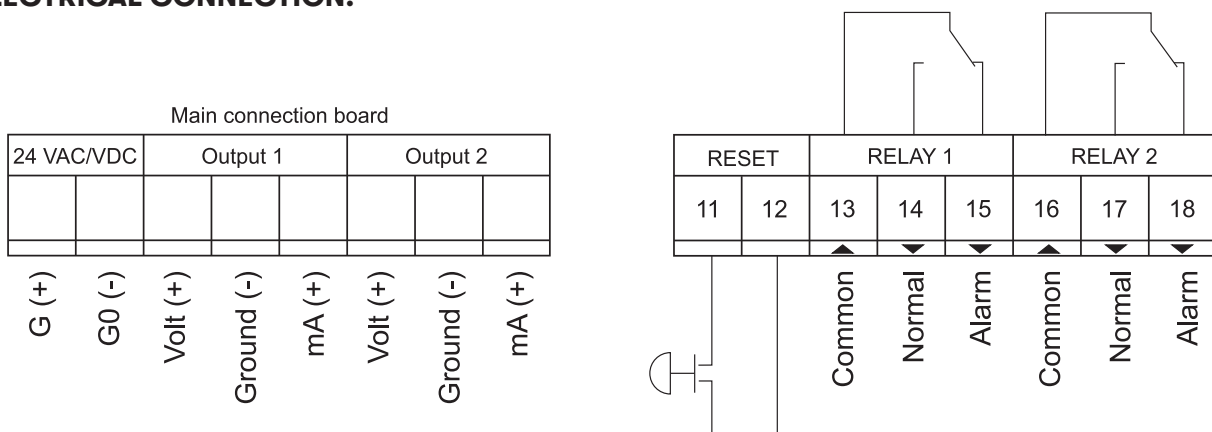 ELECTRICAL CONNECTION:
Main connection board
24 VAC/VDC Output 1 Output 2
G (+) G0 (-) Volt (+) Ground (-) mA (+) Volt (+) Ground (-) mA (+)
RESET RELAY 1 RELAY 2
11 12 13 14 15 16 17 18
Common Normal Alarm Common Normal Alarm